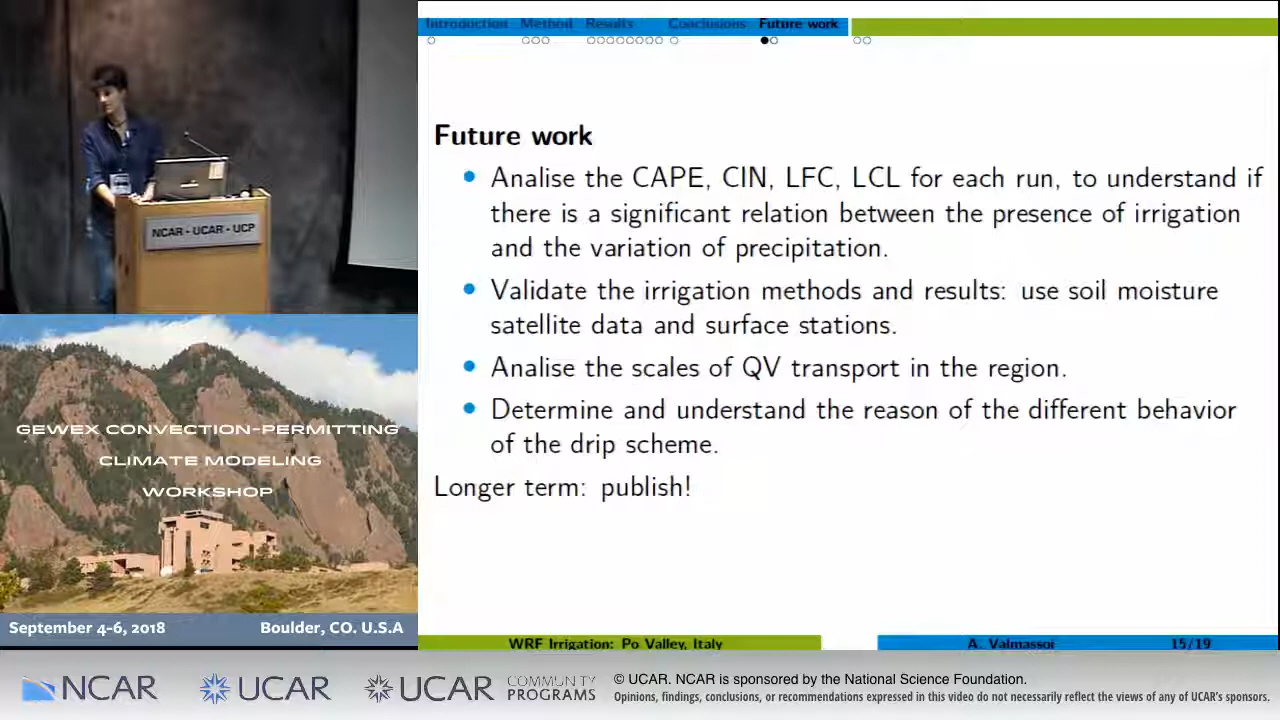 Introduction Method Results Conclusions Future work
Future work
Analise the CAPE, CIN, LFC, LCL for each run, to understand if
there is a significant relation between the presence of irrigation
and the variation of precipitation.
Validate the irrigation methods and results: use soil moisture
satellite data and surface stations.
Analise the scales of QV transport in the region.
Determine and understand the reason of the different behavior
of the drip scheme.
Longer term: publish!
WRF Irrigation: Po Valley, Italy
A. Valmassoi
15/19
NCAR - UCAR - UCP
GEWEX CONVECTION-PERMITTING
CLIMATE MODELING
WORKSHOP
September 4-6, 2018
Boulder, CO. U.S.A
NCAR
UCAR
UCAR
COMMUNITY
PROGRAMS
© UCAR. NCAR is sponsored by the National Science Foundation.
Opinions, findings, conclusions, or recommendations expressed in this video do not necessarily reflect the views of any of UCAR's sponsors.